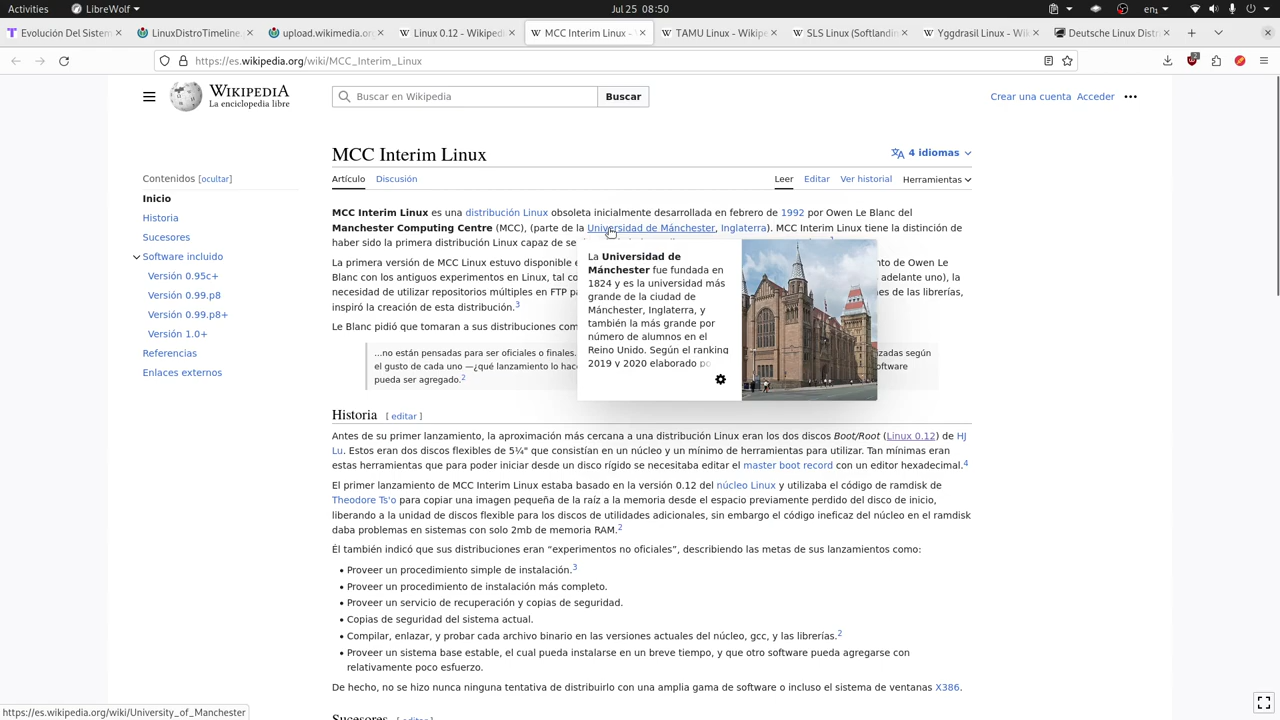 Activities
LibreWolf
Jul 25 08:50
en
Evolución Del Sistem
LinuxDistroTimeline.
upload.wikimedia.org
Linux 0.12 - Wikiped
MCC Interim Linux -
TAMU Linux - Wikipe
SLS Linux (Softlandin
Yggdrasil Linux - Wik
Deutsche Linux Distr
https://es.wikipedia.org/wiki/MCC_Interim_Linux
WIKIPEDIA
La enciclopedia libre
Buscar en Wikipedia
Buscar
Crear una cuenta Acceder
MCC Interim Linux
4 idiomas
Contenidos [ocultar]
Inicio
Historia
Sucesores
Software incluido
Versión 0.95c+
Versión 0.99.p8
Versión 0.99.p8+
Versión 1.0+
Referencias
Enlaces externos
Artículo Discusión
Leer Editar Ver historial Herramientas
MCC Interim Linux es una distribución Linux obsoleta inicialmente desarrollada en febrero de 1992 por Owen Le Blanc del
Manchester Computing Centre (MCC), (parte de la Universidad de Mánchester, Inglaterra). MCC Interim Linux tiene la distinción de
haber sido la primera distribución Linux capaz de se
La primera versión de MCC Linux estuvo disponible e
nto de Owen Le
Blanc con los antiguos experimentos en Linux, tal co
adelante uno), la
necesidad de utilizar repositorios múltiples en FTP pa
es de las librerías,
inspiró la creación de esta distribución.3
Le Blanc pidió que tomaran a sus distribuciones com
...no están pensadas para ser oficiales o finales.
zadas según
el gusto de cada uno —¿qué lanzamiento lo hace
oftware
pueda ser agregado.2
La Universidad de
Mánchester fue fundada en
1824 y es la universidad más
grande de la ciudad de
Mánchester, Inglaterra, y
también la más grande por
número de alumnos en el
Reino Unido. Según el ranking
2019 y 2020 elaborado po
Historia [ editar ]
Antes de su primer lanzamiento, la aproximación más cercana a una distribución Linux eran los dos discos Boot/Root (Linux 0.12) de HJ
Lu. Estos eran dos discos flexibles de 5¼" que consistían en un núcleo y un mínimo de herramientas para utilizar. Tan mínimas eran
estas herramientas que para poder iniciar desde un disco rígido se necesitaba editar el master boot record con un editor hexadecimal.4
El primer lanzamiento de MCC Interim Linux estaba basado en la versión 0.12 del núcleo Linux y utilizaba el código de ramdisk de
Theodore Ts'o para copiar una imagen pequeña de la raíz a la memoria desde el espacio previamente perdido del disco de inicio,
liberando a la unidad de discos flexible para los discos de utilidades adicionales, sin embargo el código ineficaz del núcleo en el ramdisk
daba problemas en sistemas con solo 2mb de memoria RAM.2
Él también indicó que sus distribuciones eran “experimentos no oficiales”, describiendo las metas de sus lanzamientos como:
• Proveer un procedimiento simple de instalación.3
• Proveer un procedimiento de instalación más completo.
• Proveer un servicio de recuperación y copias de seguridad.
• Copias de seguridad del sistema actual.
• Compilar, enlazar, y probar cada archivo binario en las versiones actuales del núcleo, gcc, y las librerías.2
• Proveer un sistema base estable, el cual pueda instalarse en un breve tiempo, y que otro software pueda agregarse con
relativamente poco esfuerzo.
De hecho, no se hizo nunca ninguna tentativa de distribuirlo con una amplia gama de software o incluso el sistema de ventanas X386.
Sucesores [ editar ]
https://es.wikipedia.org/wiki/University_of_Manchester